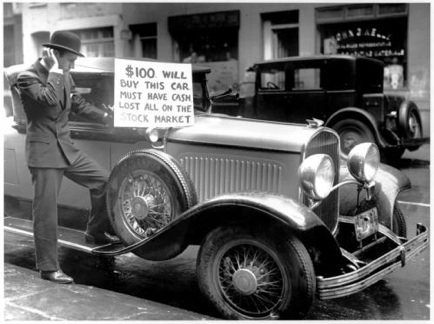 $100. WILL
BUY THIS CAR.
MUST HAVE CASH
LOST ALL ON THE
STOCK MARKET